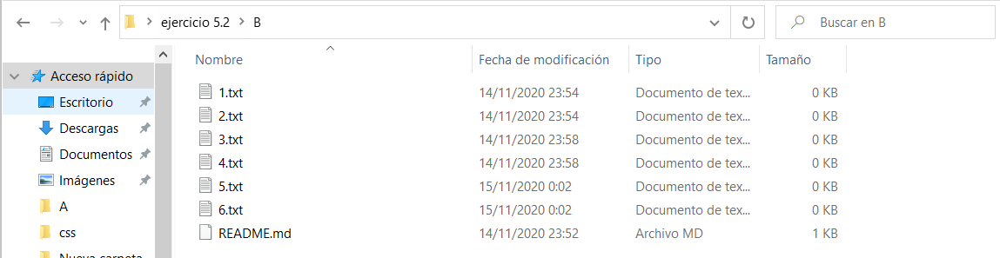 ejercicio 5.2 > B
Buscar en B
Nombre Fecha de modificación Tipo Tamaño
Acceso rápido
Escritorio
Descargas
Documentos
Imágenes
A
css
Nueva carpeta
1.txt 14/11/2020 23:54 Documento de tex... 0 KB
2.txt 14/11/2020 23:54 Documento de tex... 0 KB
3.txt 14/11/2020 23:58 Documento de tex... 0 KB
4.txt 14/11/2020 23:58 Documento de tex... 0 KB
5.txt 15/11/2020 0:02 Documento de tex... 0 KB
6.txt 15/11/2020 0:02 Documento de tex... 0 KB
README.md 14/11/2020 23:52 Archivo MD 1 KB